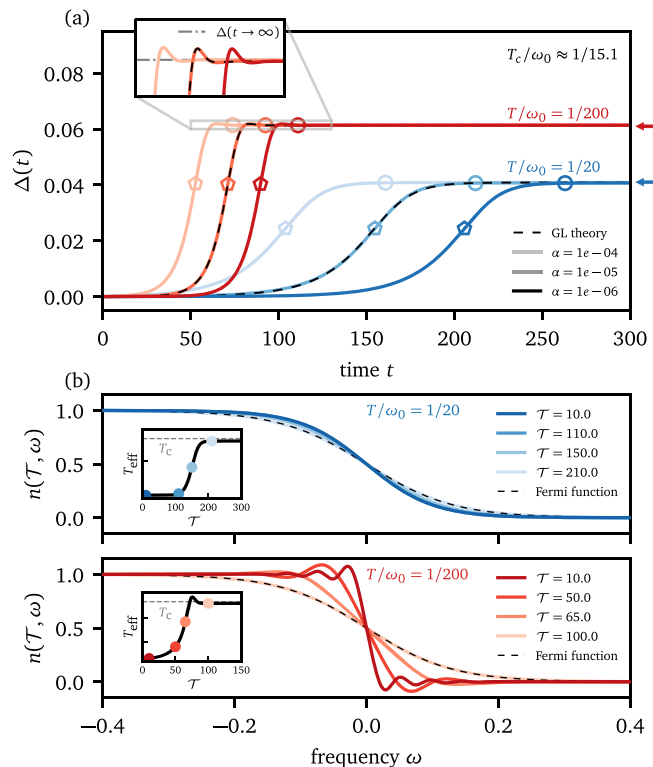 (a)
Δ(t → ∞)
T_c/ω_0 ≈ 1/15.1
T/ω_0 = 1/200
T/ω_0 = 1/20
GL theory
α = 1e−04
α = 1e−05
α = 1e−06
Δ(t)
0.08
0.06
0.04
0.02
0.00
0 50 100 150 200 250 300
time t
(b)
T/ω_0 = 1/20
𝒯 = 10.0
𝒯 = 110.0
𝒯 = 150.0
𝒯 = 210.0
Fermi function
n(𝒯, ω)
1.0
0.5
0.0
T_c
T_eff
0 100 200 300
𝒯
T/ω_0 = 1/200
𝒯 = 10.0
𝒯 = 50.0
𝒯 = 65.0
𝒯 = 100.0
Fermi function
n(𝒯, ω)
1.0
0.5
0.0
T_c
T_eff
0 50 100 150
𝒯
−0.4 −0.2 0.0 0.2 0.4
frequency ω